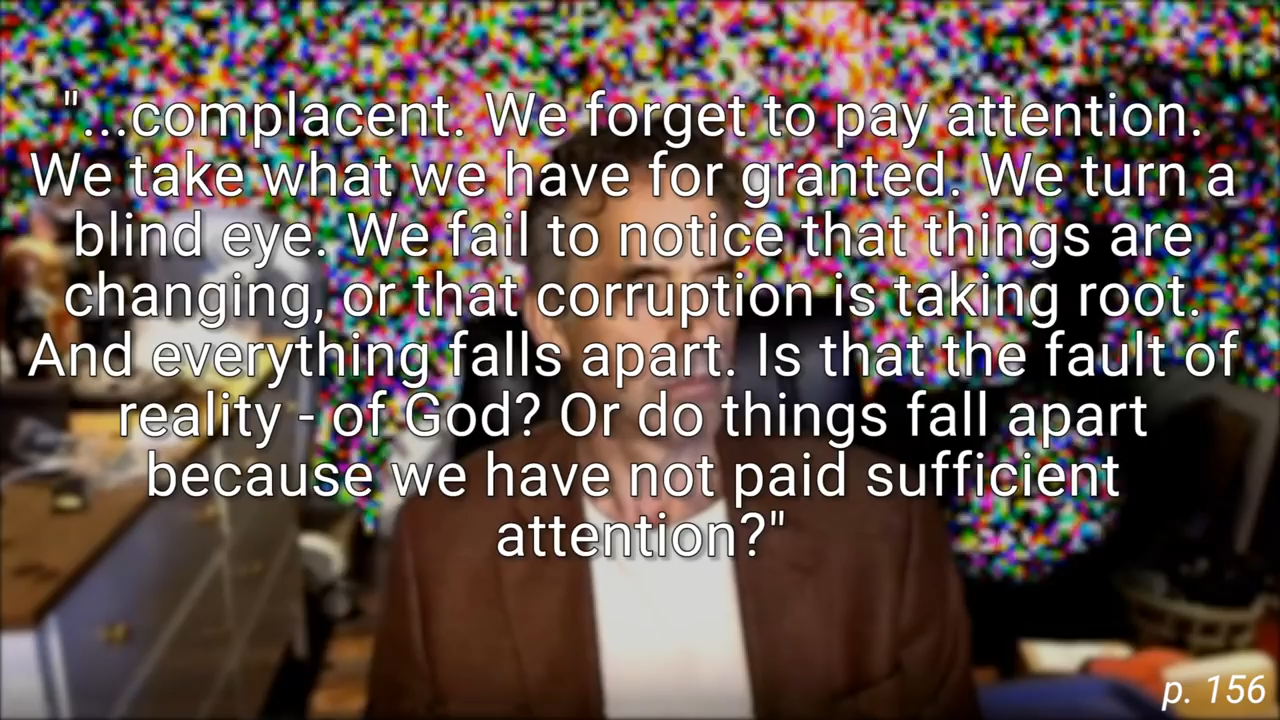 "...complacent. We forget to pay attention.
We take what we have for granted. We turn a
blind eye. We fail to notice that things are
changing, or that corruption is taking root.
And everything falls apart. Is that the fault of
reality - of God? Or do things fall apart
because we have not paid sufficient
attention?"
p. 156